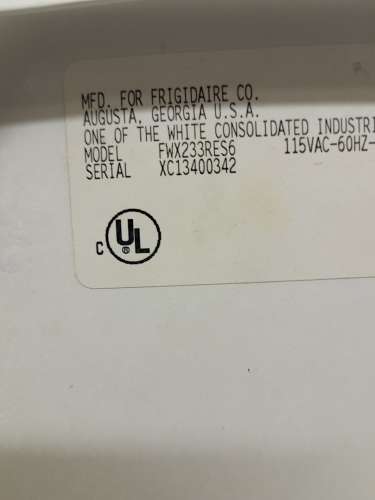 MFD. FOR FRIGIDAIRE CO.
AUGUSTA, GEORGIA U.S.A.
ONE OF THE WHITE CONSOLIDATED INDUSTRI
MODEL FWX233RES6 115VAC-60HZ-
SERIAL XC13400342
C UL ®